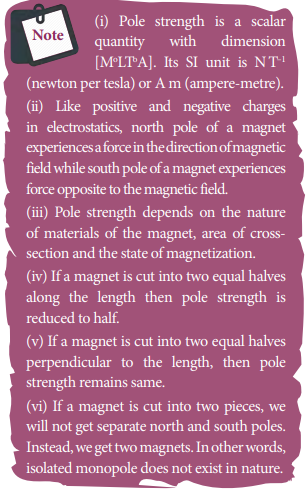 Note
(i) Pole strength is a scalar
quantity with dimension
[MᵒLTᵒA]. Its SI unit is N T⁻¹
(newton per tesla) or A m (ampere-metre).
(ii) Like positive and negative charges
in electrostatics, north pole of a magnet
experiences a force in the direction of magnetic
field while south pole of a magnet experiences
force opposite to the magnetic field.
(iii) Pole strength depends on the nature
of materials of the magnet, area of cross-
section and the state of magnetization.
(iv) If a magnet is cut into two equal halves
along the length then pole strength is
reduced to half.
(v) If a magnet is cut into two equal halves
perpendicular to the length, then pole
strength remains same.
(vi) If a magnet is cut into two pieces, we
will not get separate north and south poles.
Instead, we get two magnets. In other words,
isolated monopole does not exist in nature.